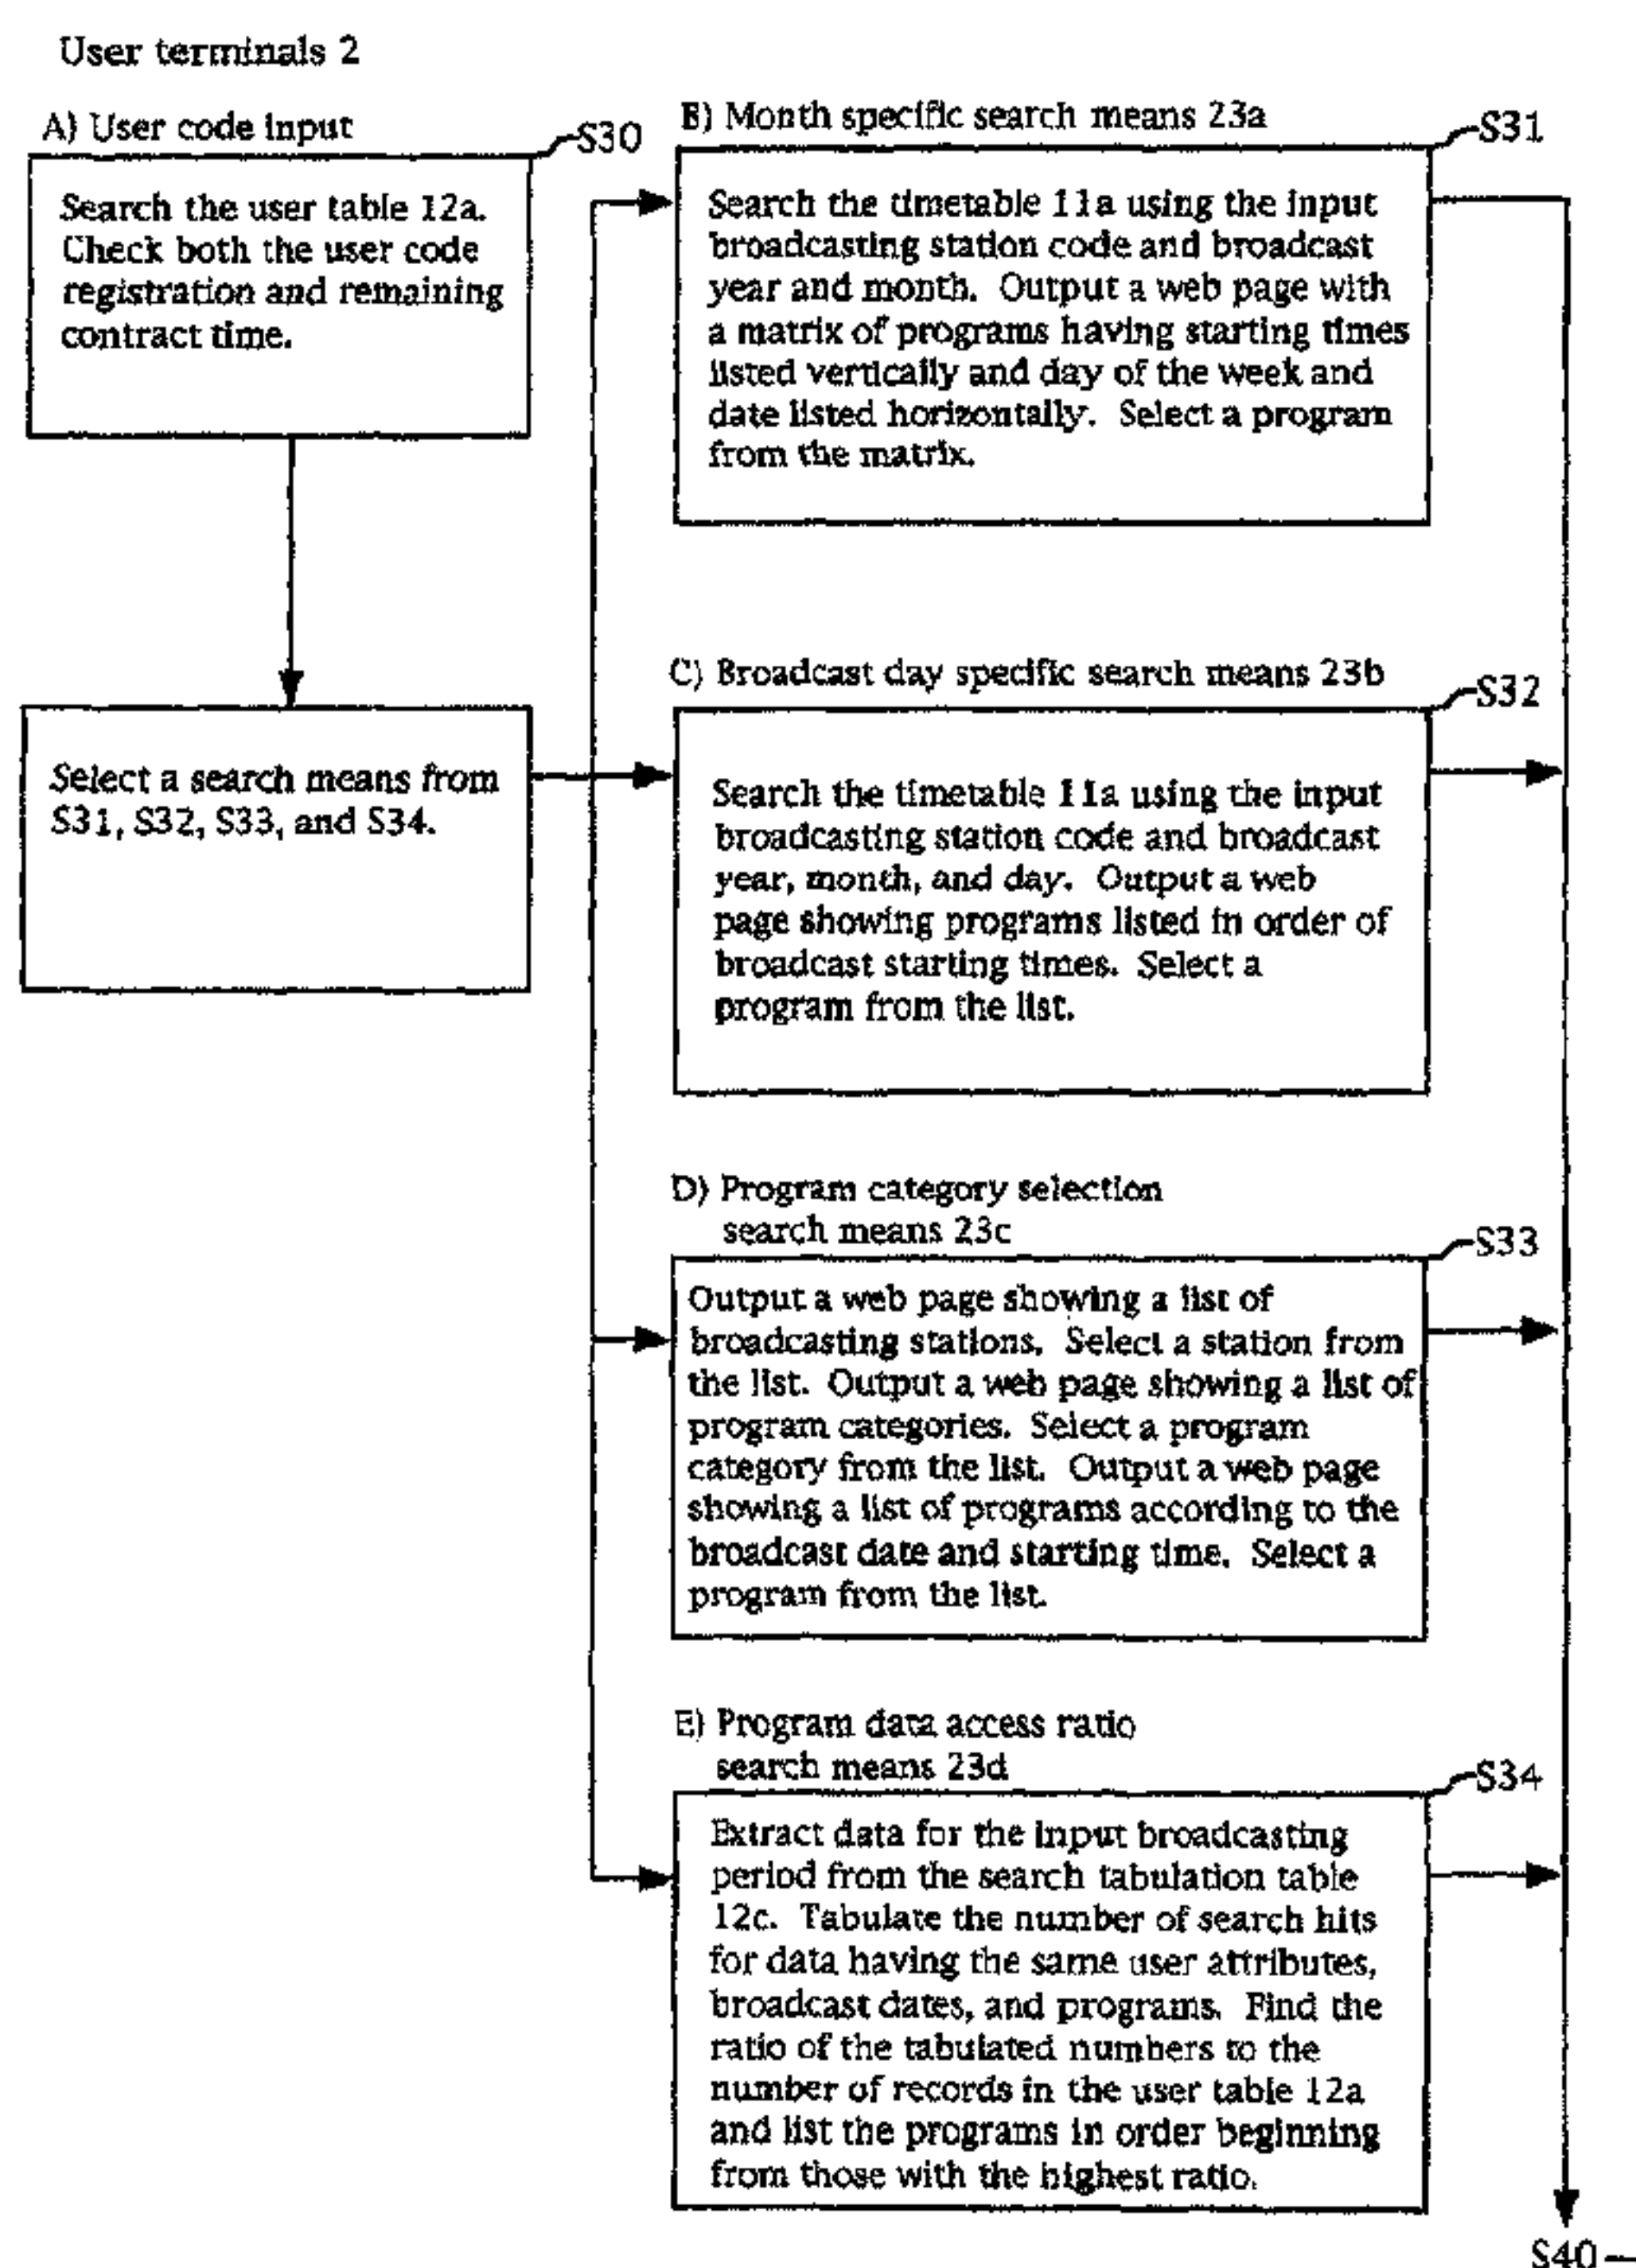 User terminals 2
A) User code input
S30
Search the user table 12a.
Check both the user code
registration and remaining
contract time.
Select a search means from
S31, S32, S33, and S34.
B) Month specific search means 23a
S31
Search the timetable 11a using the input
broadcasting station code and broadcast
year and month. Output a web page with
a matrix of programs having starting times
listed vertically and day of the week and
date listed horizontally. Select a program
from the matrix.
C) Broadcast day specific search means 23b
S32
Search the timetable 11a using the input
broadcasting station code and broadcast
year, month, and day. Output a web
page showing programs listed in order of
broadcast starting times. Select a
program from the list.
D) Program category selection
search means 23c
S33
Output a web page showing a list of
broadcasting stations. Select a station from
the list. Output a web page showing a list of
program categories. Select a program
category from the list. Output a web page
showing a list of programs according to the
broadcast date and starting time. Select a
program from the list.
E) Program data access ratio
search means 23d
S34
Extract data for the input broadcasting
period from the search tabulation table
12c. Tabulate the number of search hits
for data having the same user attributes,
broadcast dates, and programs. Find the
ratio of the tabulated numbers to the
number of records in the user table 12a
and list the programs in order beginning
from those with the highest ratio.
S40